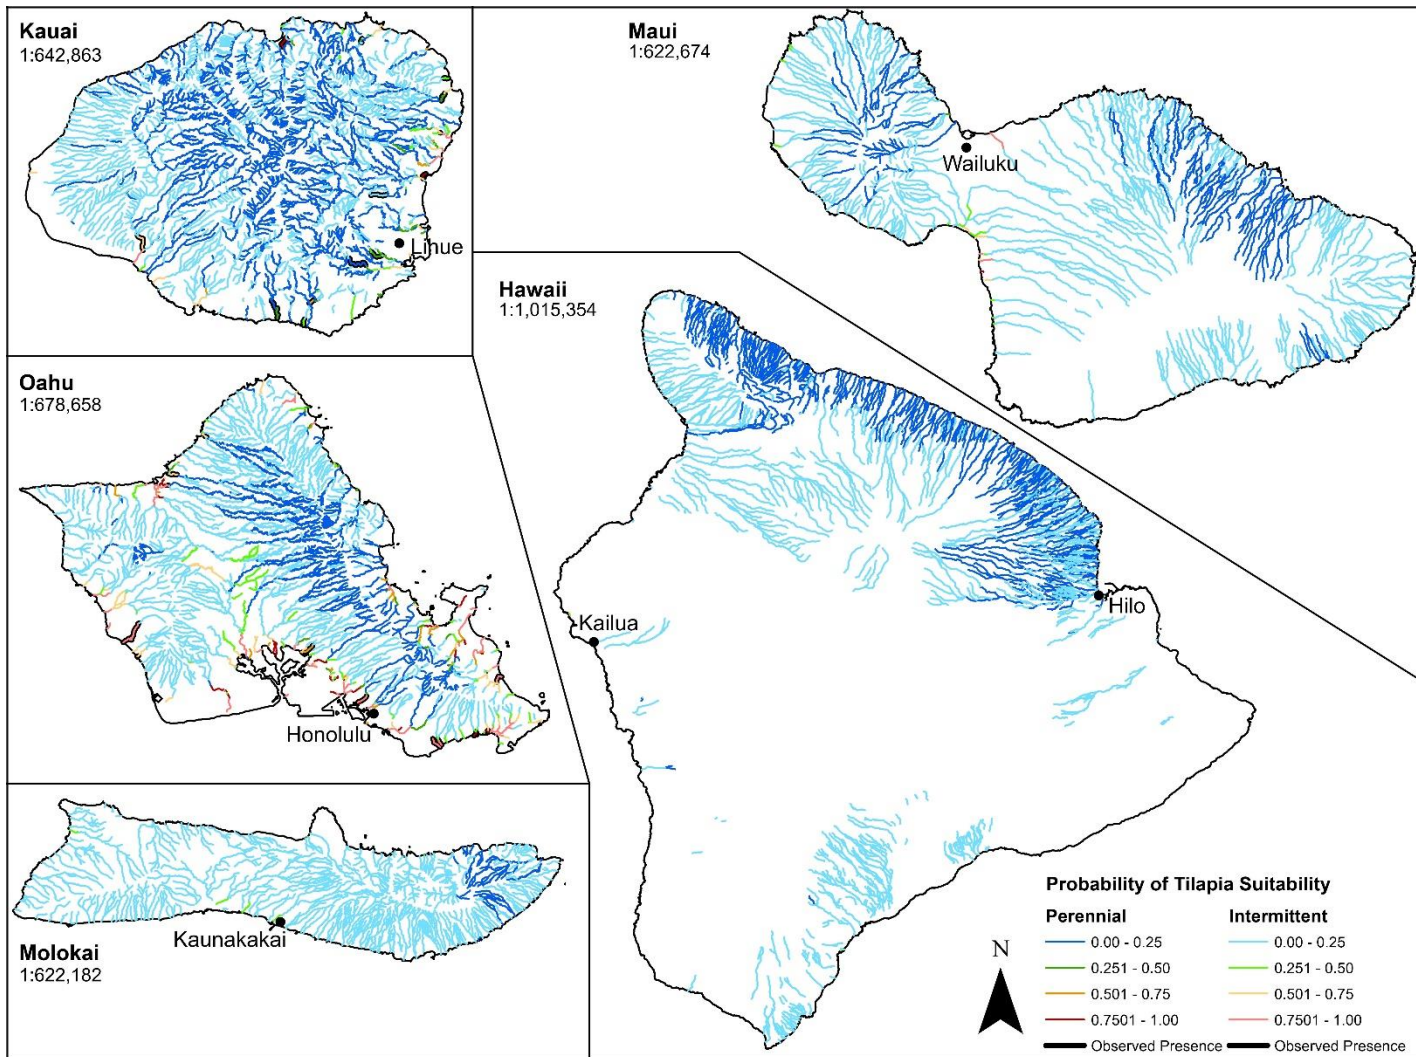 Kauai
1:642,863
Lihue
Maui
1:622,674
Wailuku
Hawaii
1:1,015,354
Kailua
Hilo
Oahu
1:678,658
Honolulu
Kaunakakai
Molokai
1:622,182
N
Probability of Tilapia Suitability
Perennial Intermittent
0.00 - 0.25 0.00 - 0.25
0.251 - 0.50 0.251 - 0.50
0.501 - 0.75 0.501 - 0.75
0.7501 - 1.00 0.7501 - 1.00
Observed Presence Observed Presence